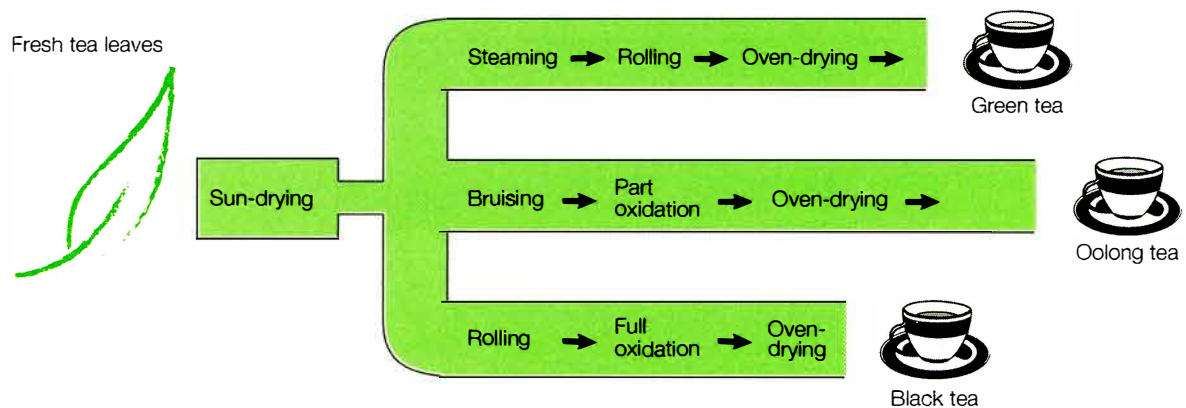 Fresh tea leaves
Sun-drying
Steaming → Rolling → Oven-drying →
Green tea
Bruising → Part oxidation → Oven-drying →
Oolong tea
Rolling → Full oxidation → Oven-drying
Black tea